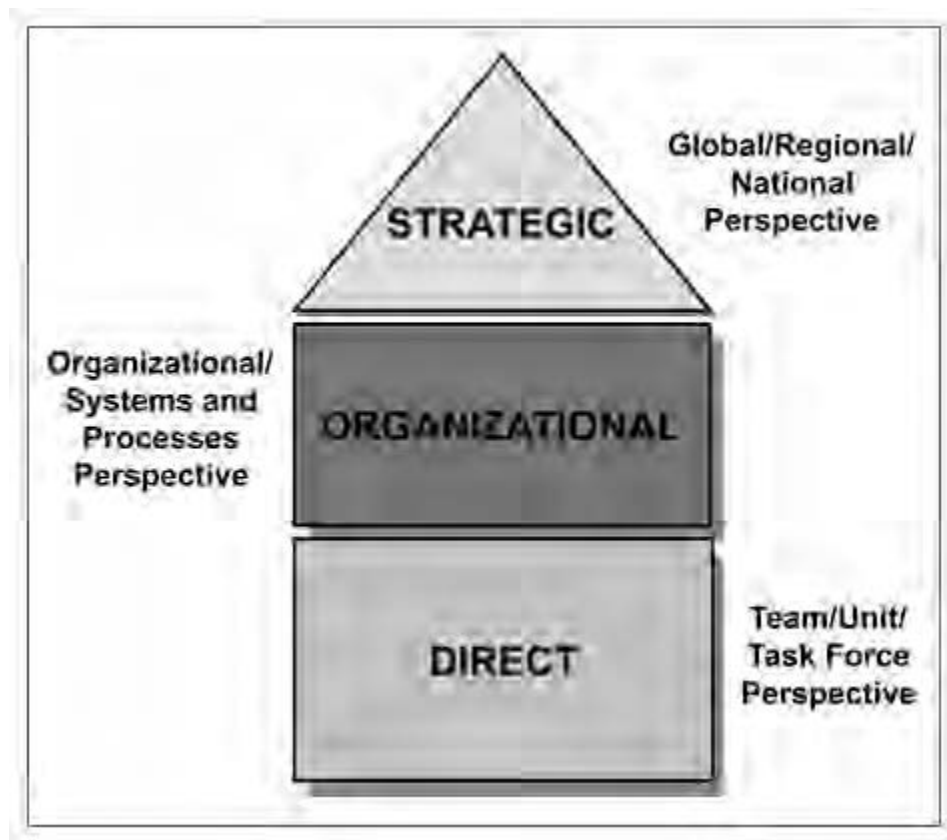 Global/Regional/
National
Perspective
STRATEGIC
Organizational/
Systems and
Processes
Perspective
ORGANIZATIONAL
Team/Unit/
Task Force
Perspective
DIRECT